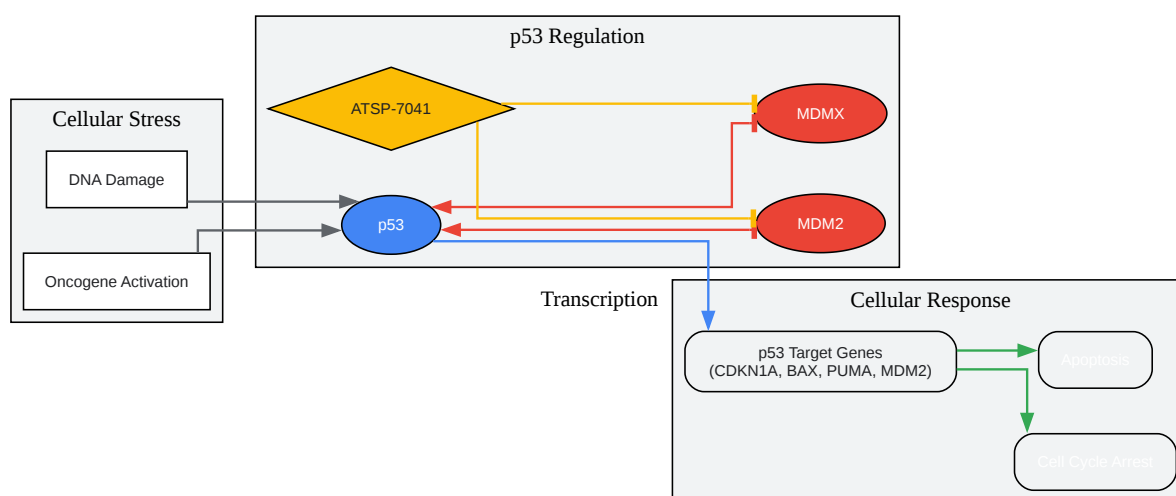 p53 Regulation
ATSP-7041
MDMX
Cellular Stress
DNA Damage
p53
MDM2
Oncogene Activation
Transcription
Cellular Response
p53 Target Genes
(CDKN1A, BAX, PUMA, MDM2)
Apoptosis
Cell Cycle Arrest